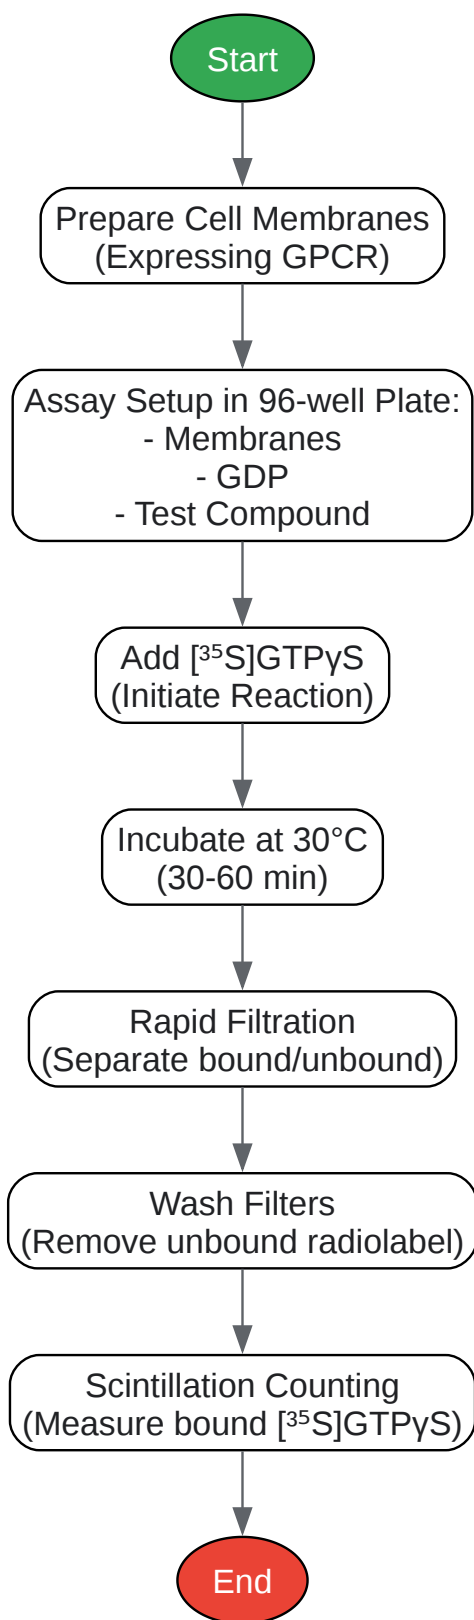 Start
Prepare Cell Membranes
(Expressing GPCR)
Assay Setup in 96-well Plate:
- Membranes
- GDP
- Test Compound
Add [³⁵S]GTPγS
(Initiate Reaction)
Incubate at 30°C
(30-60 min)
Rapid Filtration
(Separate bound/unbound)
Wash Filters
(Remove unbound radiolabel)
Scintillation Counting
(Measure bound [³⁵S]GTPγS)
End